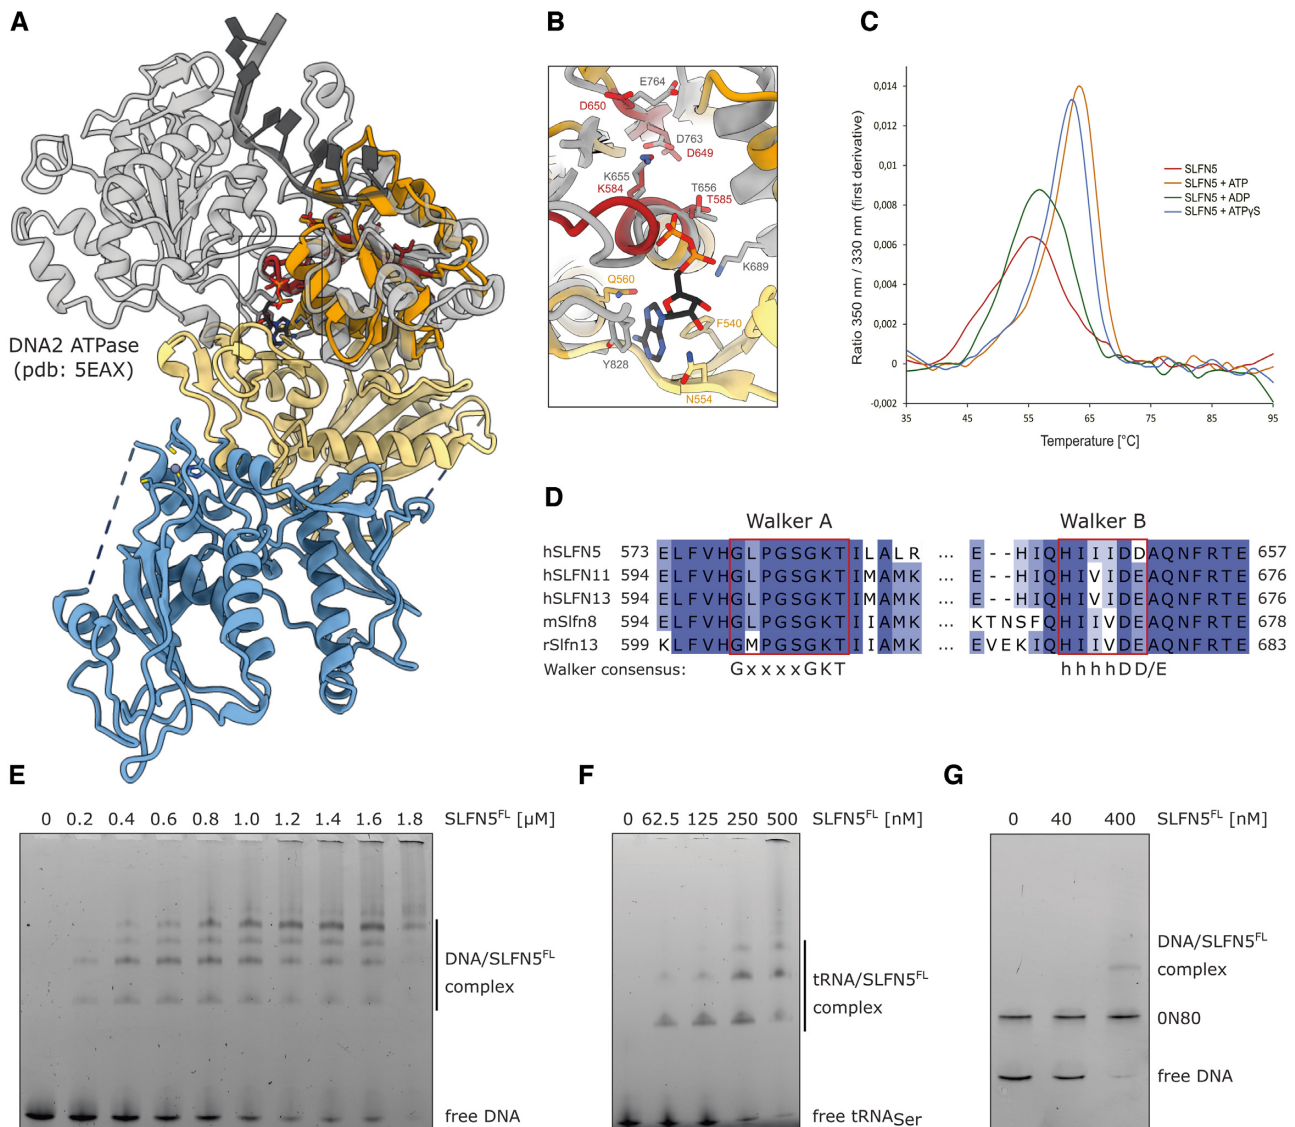 A
DNA2 ATPase
(pdb: 5EAX)
B
E764
D650
D763
D649
K655
K584
T656
T585
K689
Q560
F540
Y828
N554
C
Ratio 350 nm / 330 nm (first derivative)
0,014
0,012
0,01
0,008
0,006
0,004
0,002
0
-0,002
35 45 55 65 75 85 95
Temperature [°C]
SLFN5
SLFN5 + ATP
SLFN5 + ADP
SLFN5 + ATPγS
D
Walker A Walker B
hSLFN5 573 ELFVHGLPGSGKTILALR ... E--HIQHIIIDDAQNFRTE 657
hSLFN11 594 ELFVHGLPGSGKTIMAMK ... E--HIQHIVIDEAQNFRTE 676
hSLFN13 594 ELFVHGLPGSGKTIMAMK ... E--HIQHIVIDEAQNFRTE 676
mSlfn8 594 ELFVHGLPGSGKTIIAMK ... KTNSFQHIIVDEAQNFRTE 678
rSlfn13 599 KLFVHGMPGSGKTIIAMK ... EVEKIQHIIVDEAQNFRTE 683
Walker consensus: GxxxxGKT hhhhDD/E
E
0 0.2 0.4 0.6 0.8 1.0 1.2 1.4 1.6 1.8 SLFN5FL [μM]
DNA/SLFN5FL
complex
free DNA
F
0 62.5 125 250 500 SLFN5FL [nM]
tRNA/SLFN5FL
complex
free tRNASer
G
0 40 400 SLFN5FL [nM]
DNA/SLFN5FL
complex
0N80
free DNA